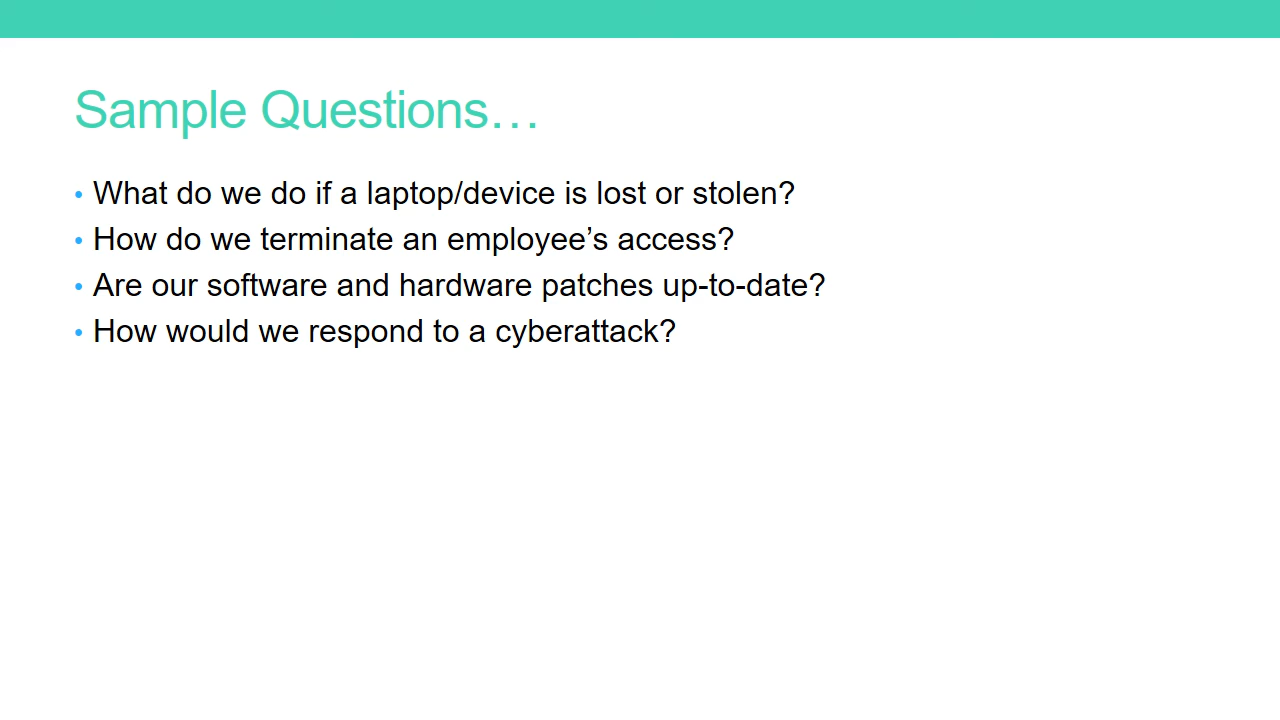 Sample Questions…
• What do we do if a laptop/device is lost or stolen?
• How do we terminate an employee’s access?
• Are our software and hardware patches up-to-date?
• How would we respond to a cyberattack?